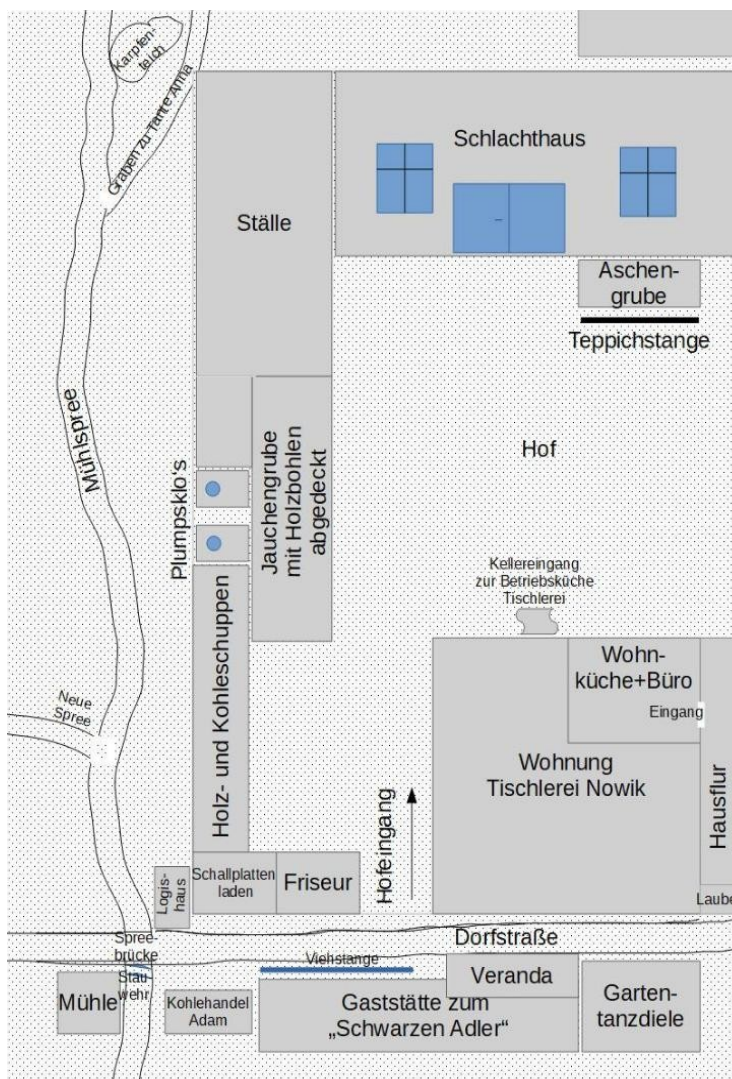 Karpfen-
teich
Graben zu Tante Anna
Schlachthaus
Ställe
Aschen-
grube
Teppichstange
Mühlspree
Hof
Plumpsklo's
Jauchengrube
mit Holzbohlen
abgedeckt
Kellereingang
zur Betriebsküche
Tischlerei
Holz- und Kohleschuppen
Wohn-
küche+Büro
Eingang
Neue
Spree
Wohnung
Tischlerei Nowik
Hausflur
Hofeingang
Logis-
haus
Schallplatten
laden
Friseur
Laube
Spree-
brücke
Dorfstraße
Stau
wehr
Viehstange
Mühle
Kohlehandel
Adam
Veranda
Gaststätte zum
„Schwarzen Adler“
Garten-
tanzdiele